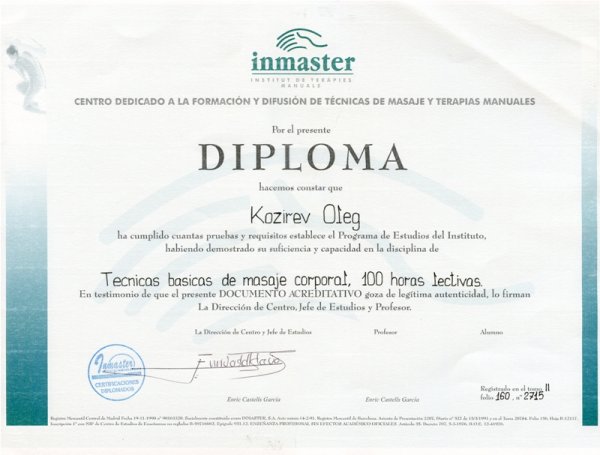 inmaster
INSTITUT DE TERÀPIES
MANUALS
CENTRO DEDICADO A LA FORMACIÓN Y DIFUSIÓN DE TÉCNICAS DE MASAJE Y TERAPIAS MANUALES
Por el presente
DIPLOMA
hacemos constar que
Kozirev Oleg
ha cumplido cuantas pruebas y requisitos establece el Programa de Estudios del Instituto,
habiendo demostrado su suficiencia y capacidad en la disciplina de
Tecnicas basicas de masaje corporal, 100 horas lectivas.
En testimonio de que el presente DOCUMENTO ACREDITATIVO goza de legítima autenticidad, lo firman
La Dirección de Centro, Jefe de Estudios y Profesor.
La Dirección de Centro y Jefe de Estudios Profesor Alumno
Inmaster
CERTIFICACIONES
DIPLOMADOS
Enric Castells García Enric Castells García
Registrado en el tomo II
folio 160, nº 2715